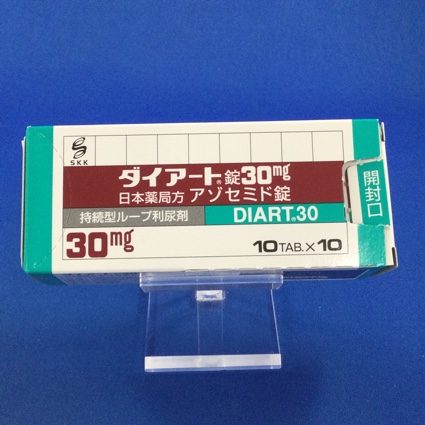 SKK
ダイアート®錠30mg
日本薬局方 アゾセミド錠
持続型ループ利尿剤
DIART®30
30mg
10TAB.×10
開封口